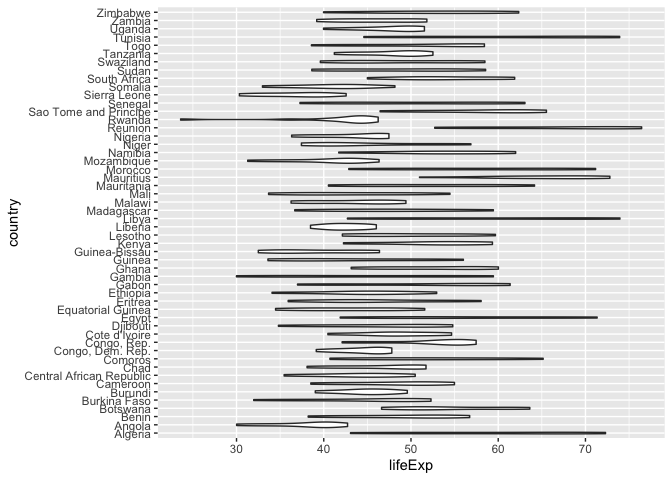 Zimbabwe
Zambia
Uganda
Tunisia
Togo
Tanzania
Swaziland
Sudan
South Africa
Somalia
Sierra Leone
Senegal
Sao Tome and Principe
Rwanda
Reunion
Nigeria
Niger
Namibia
Mozambique
Morocco
Mauritius
Mauritania
Mali
Malawi
Madagascar
Libya
Liberia
Lesotho
Kenya
Guinea-Bissau
Guinea
Ghana
Gambia
Gabon
Ethiopia
Eritrea
Equatorial Guinea
Egypt
Djibouti
Cote d'Ivoire
Congo, Rep.
Congo, Dem. Rep.
Comoros
Chad
Central African Republic
Cameroon
Burundi
Burkina Faso
Botswana
Benin
Angola
Algeria
country
30 40 50 60 70
lifeExp